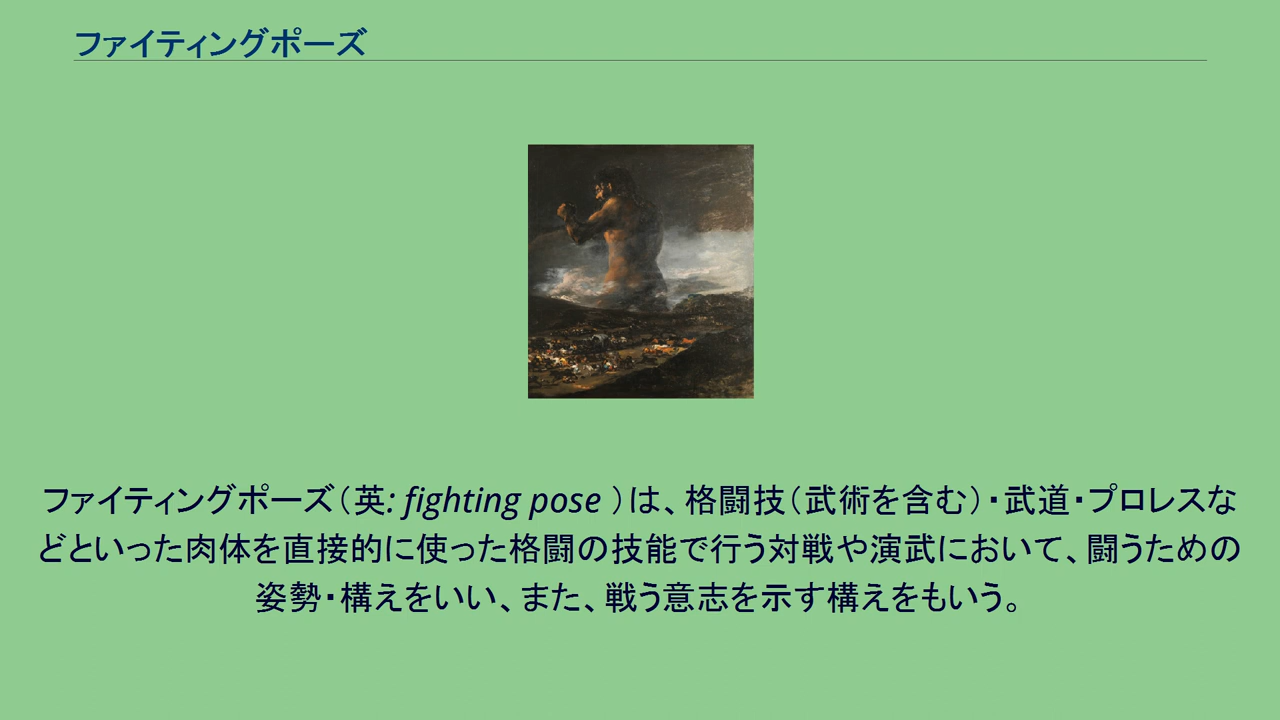 ファイティングポーズ
ファイティングポーズ（英: fighting pose ）は、格闘技（武術を含む）・武道・プロレスな
どといった肉体を直接的に使った格闘の技能で行う対戦や演武において、闘うための
姿勢・構えをいい、また、戦う意志を示す構えをもいう。